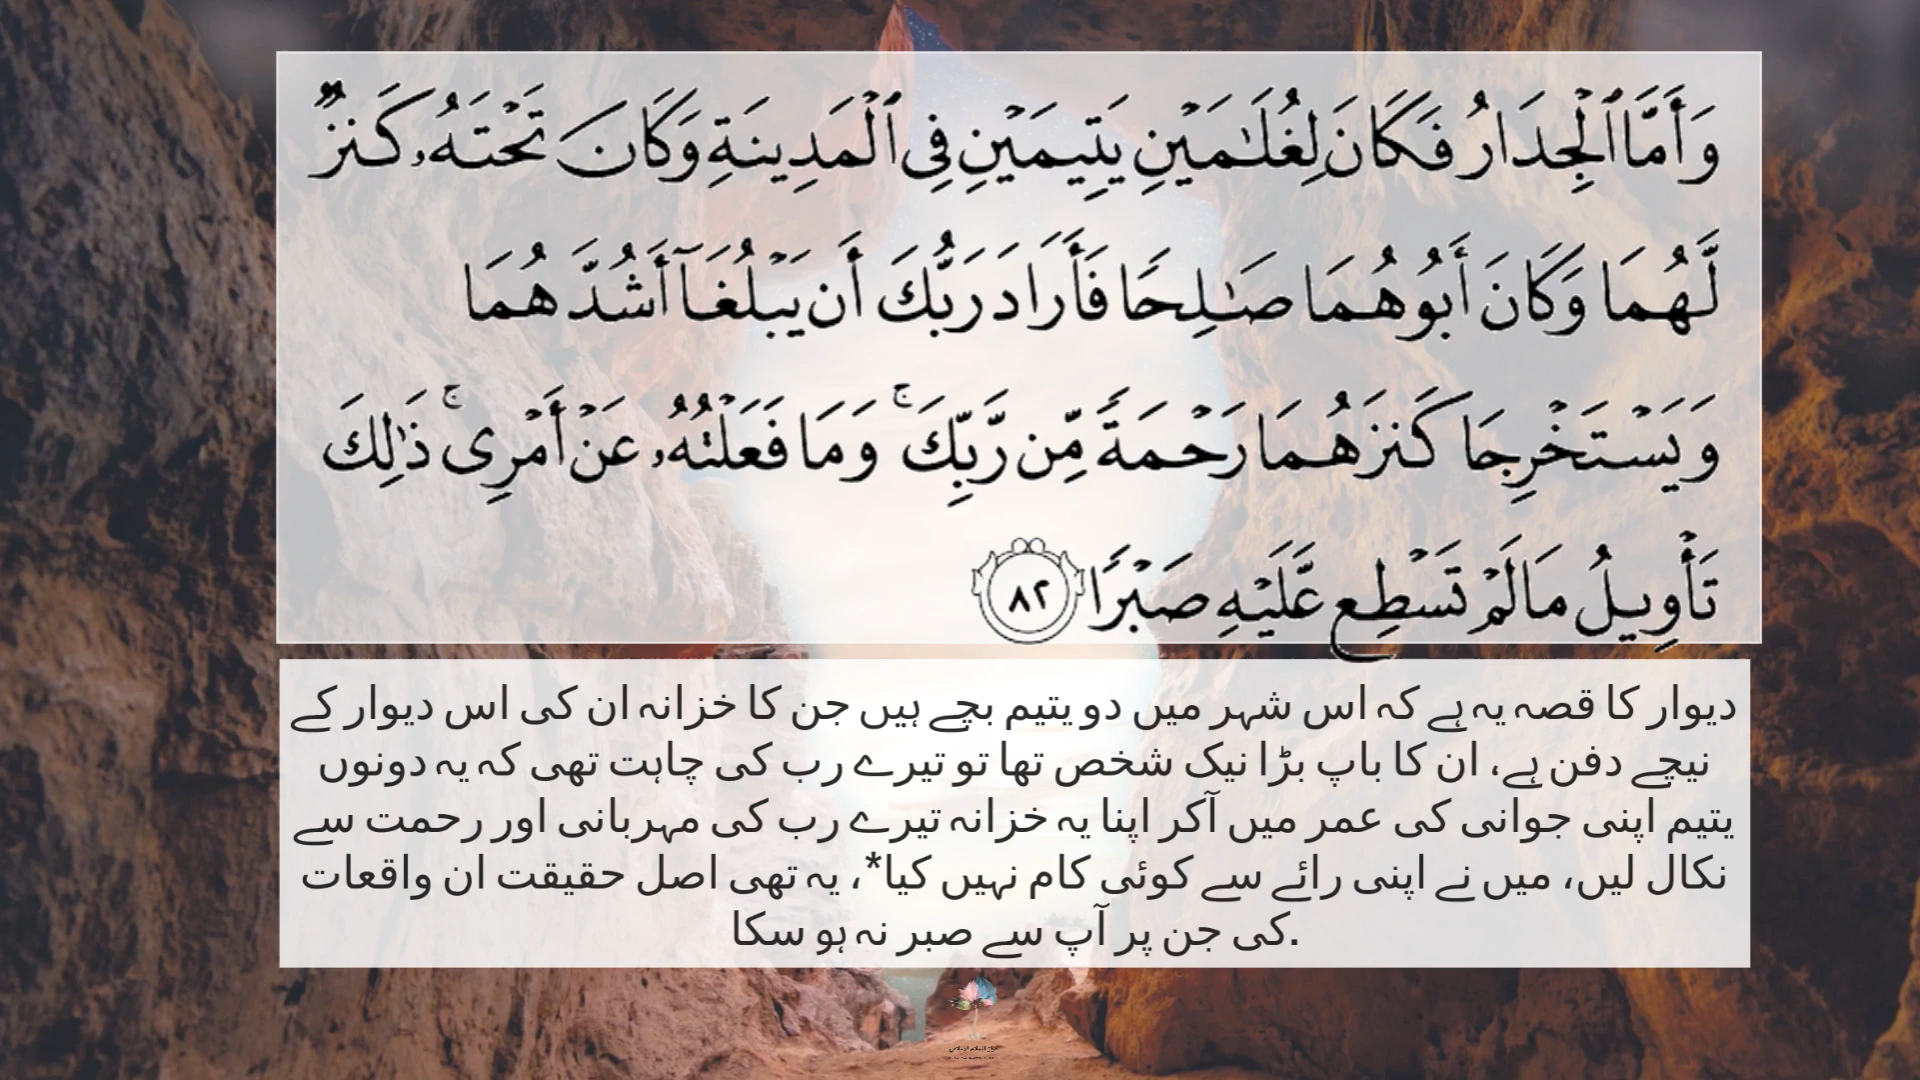 وَأَمَّا ٱلْجِدَارُ فَكَانَ لِغُلَـٰمَيْنِ يَتِيمَيْنِ فِى ٱلْمَدِينَةِ وَكَانَ تَحْتَهُۥ كَنزٌ
لَّهُمَا وَكَانَ أَبُوهُمَا صَـٰلِحًا فَأَرَادَ رَبُّكَ أَن يَبْلُغَآ أَشُدَّهُمَا
وَيَسْتَخْرِجَا كَنزَهُمَا رَحْمَةً مِّن رَّبِّكَ ۚ وَمَا فَعَلْتُهُۥ عَنْ أَمْرِى ۚ ذَٰلِكَ
تَأْوِيلُ مَا لَمْ تَسْطِع عَّلَيْهِ صَبْرًا ٨٢
دیوار کا قصہ یہ ہے کہ اس شہر میں دو یتیم بچے ہیں جن کا خزانہ ان کی اس دیوار کے
نیچے دفن ہے، ان کا باپ بڑا نیک شخص تھا تو تیرے رب کی چاہت تھی کہ یہ دونوں
یتیم اپنی جوانی کی عمر میں آکر اپنا یہ خزانہ تیرے رب کی مہربانی اور رحمت سے
نکال لیں، میں نے اپنی رائے سے کوئی کام نہیں کیا*، یہ تھی اصل حقیقت ان واقعات
کی جن پر آپ سے صبر نہ ہو سکا.